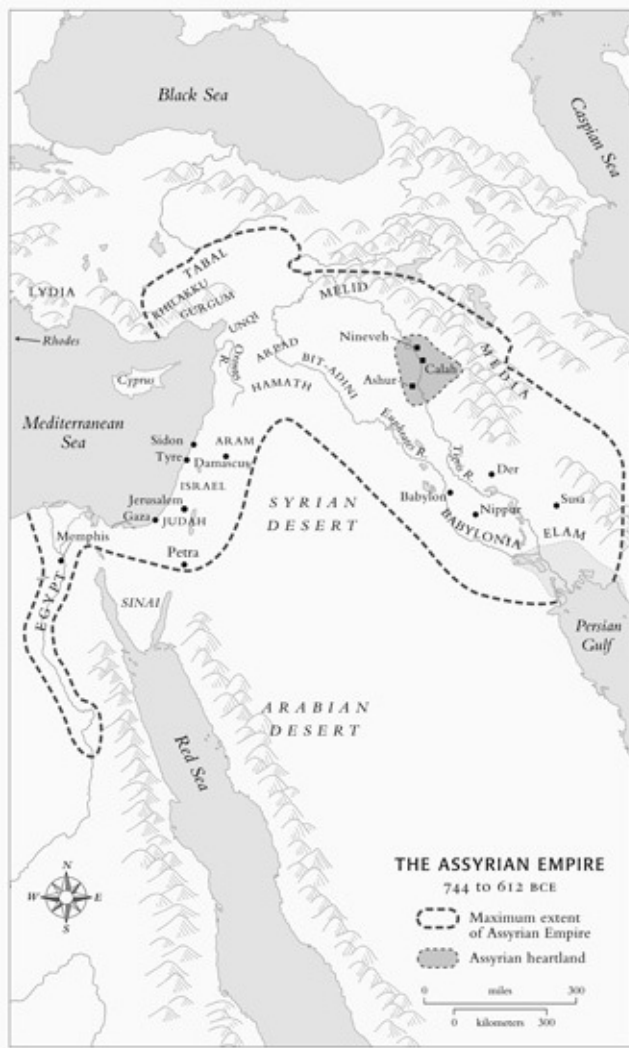 Black Sea
Caspian Sea
TABAL
KHILAKKU
GURGUM
MELID
LYDIA
UNQI
Rhodes
Orontes R.
ARPAD
BIT-ADINI
Nineveh
Calah
MEDIA
Cyprus
HAMATH
Ashur
Mediterranean
Sea
Sidon
ARAM
Tyre
Damascus
Euphrates R.
Tigris R.
Der
ISRAEL
Jerusalem
Gaza
JUDAH
SYRIAN
DESERT
Babylon
Nippur
Susa
BABYLONIA
ELAM
Memphis
Petra
EGYPT
SINAI
Persian
Gulf
ARABIAN
DESERT
Red Sea
N
W
E
S
THE ASSYRIAN EMPIRE
744 to 612 BCE
Maximum extent
of Assyrian Empire
Assyrian heartland
0 miles 300
0 kilometers 300